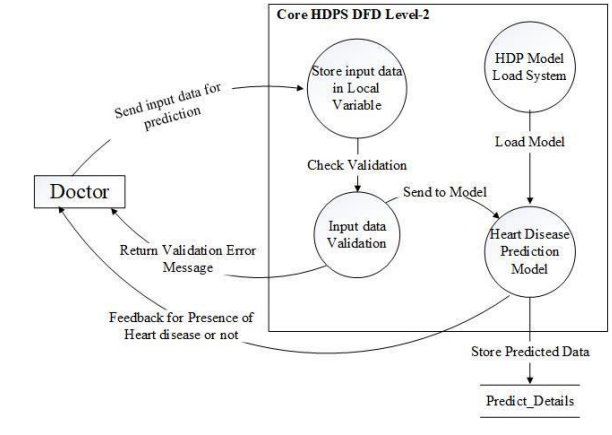 Core HDPS DFD Level-2
Store input data
in Local
Variable
HDP Model
Load System
Send input data for
prediction
Check Validation
Load Model
Doctor
Send to Model
Input data
Validation
Heart Disease
Prediction
Model
Return Validation Error
Message
Feedback for Presence of
Heart disease or not
Store Predicted Data
Predict_Details